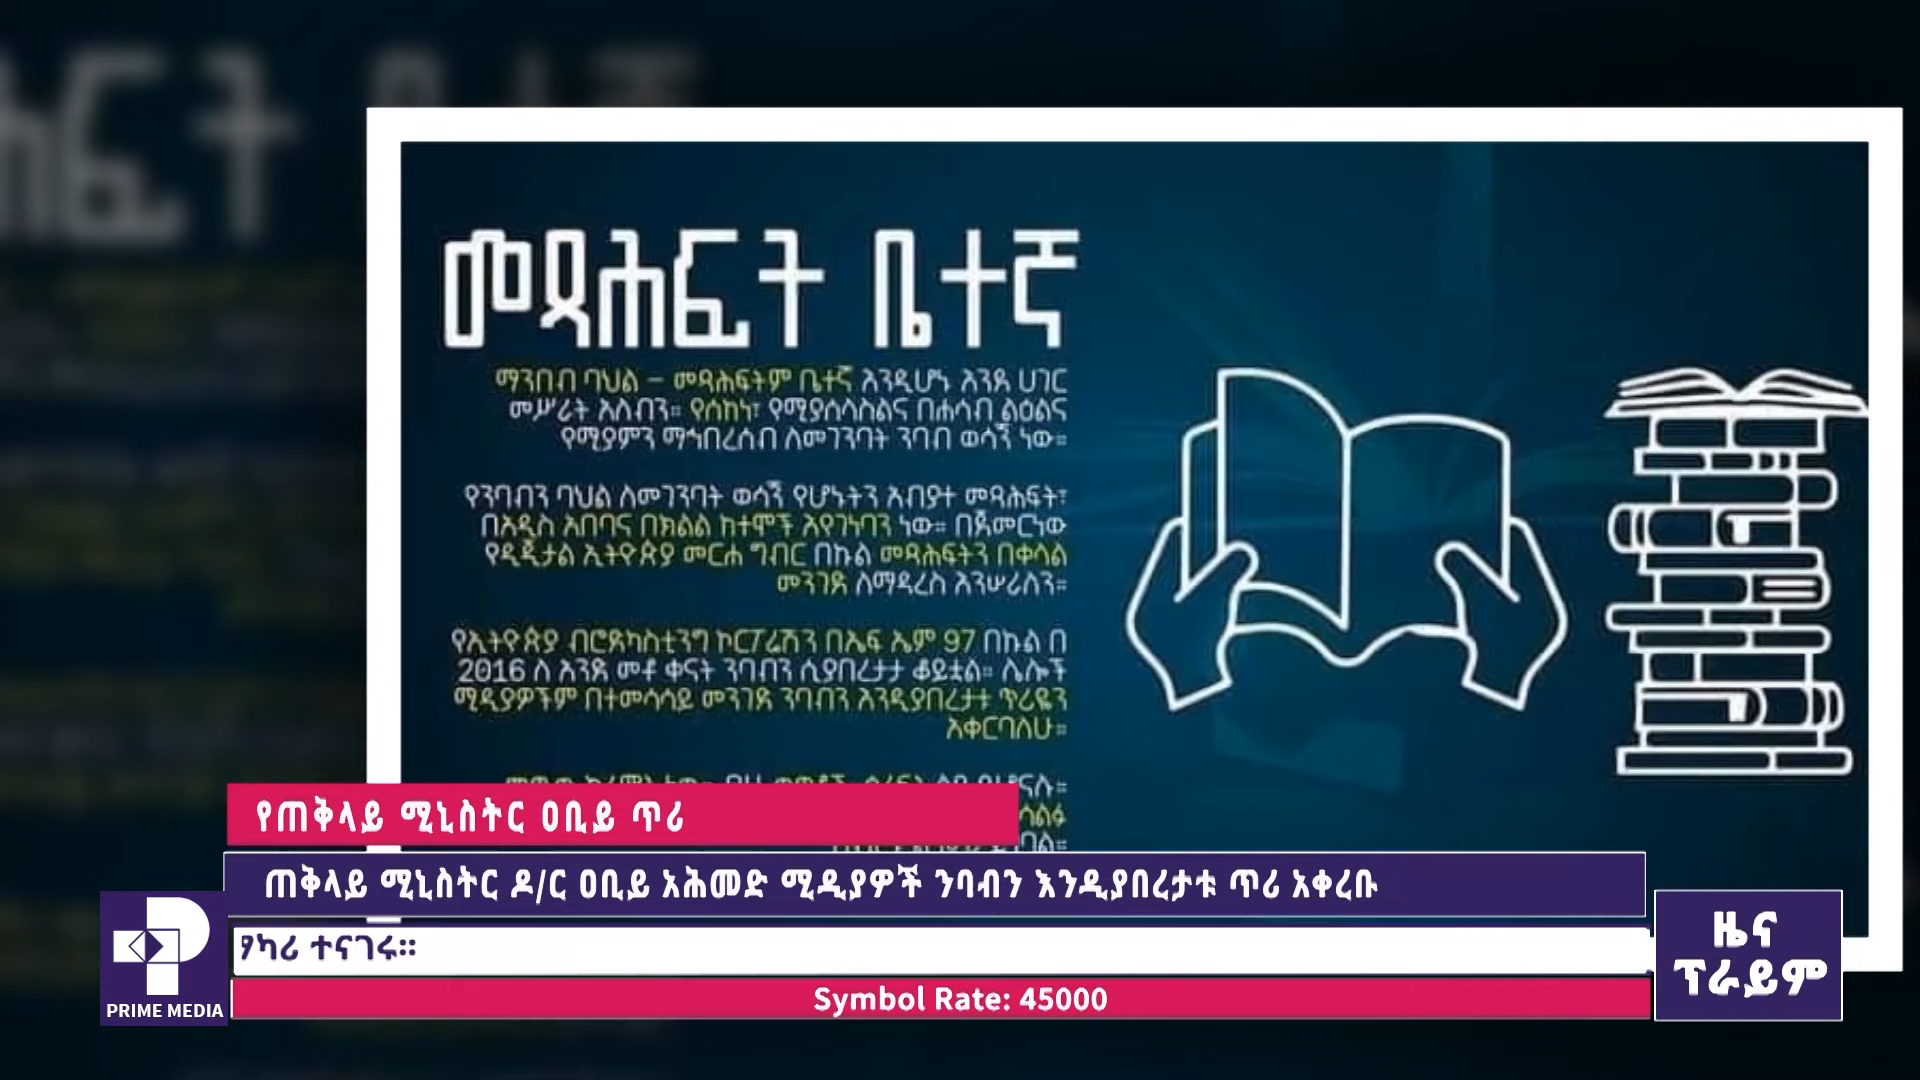 መጻሕፍት ቤተኛ
ማንበብ ባህል – መጻሕፍትም ቤተኛ እንዲሆኑ እንደ ሀገር
መሥራት አለብን። የሰከነ፣ የሚያሰላስልና በሐሳብ ልዕልና
የሚያምን ማኅበረሰብ ለመገንባት ንባብ ወሳኝ ነው።
የንባብን ባህል ለመገንባት ወሳኝ የሆነትን አብያተ መጻሕፍት፣
በአዲስ አበባና በክልል ከተሞች እየገነባን ነው። በጀመርነው
የዲጂታል ኢትዮጵያ መርሐ ግብር በኩል መጻሕፍትን በቀላል
መንገድ ለማዳረስ እንሠራለን።
የኢትዮጵያ ብሮድካስቲንግ ኮርፖሬሽን በኤፍ ኤም 97 በኩል በ
2016 ለ አንድ መቶ ቀናት ንባብን ሲያበረታታ ቆይቷል። ሌሎች
ሚዲያዎችም በተመሳሳይ መንገድ ንባብን እንዲያበረታቱ ጥሪዬን
አቀርባለሁ።
የጠቅላይ ሚኒስትር ዐቢይ ጥሪ
ጠቅላይ ሚኒስትር ዶ/ር ዐቢይ አሕመድ ሚዲያዎች ንባብን እንዲያበረታቱ ጥሪ አቀረቡ
ተናገሩ።
PRIME MEDIA
Symbol Rate: 45000
ዜና
ፕራይም